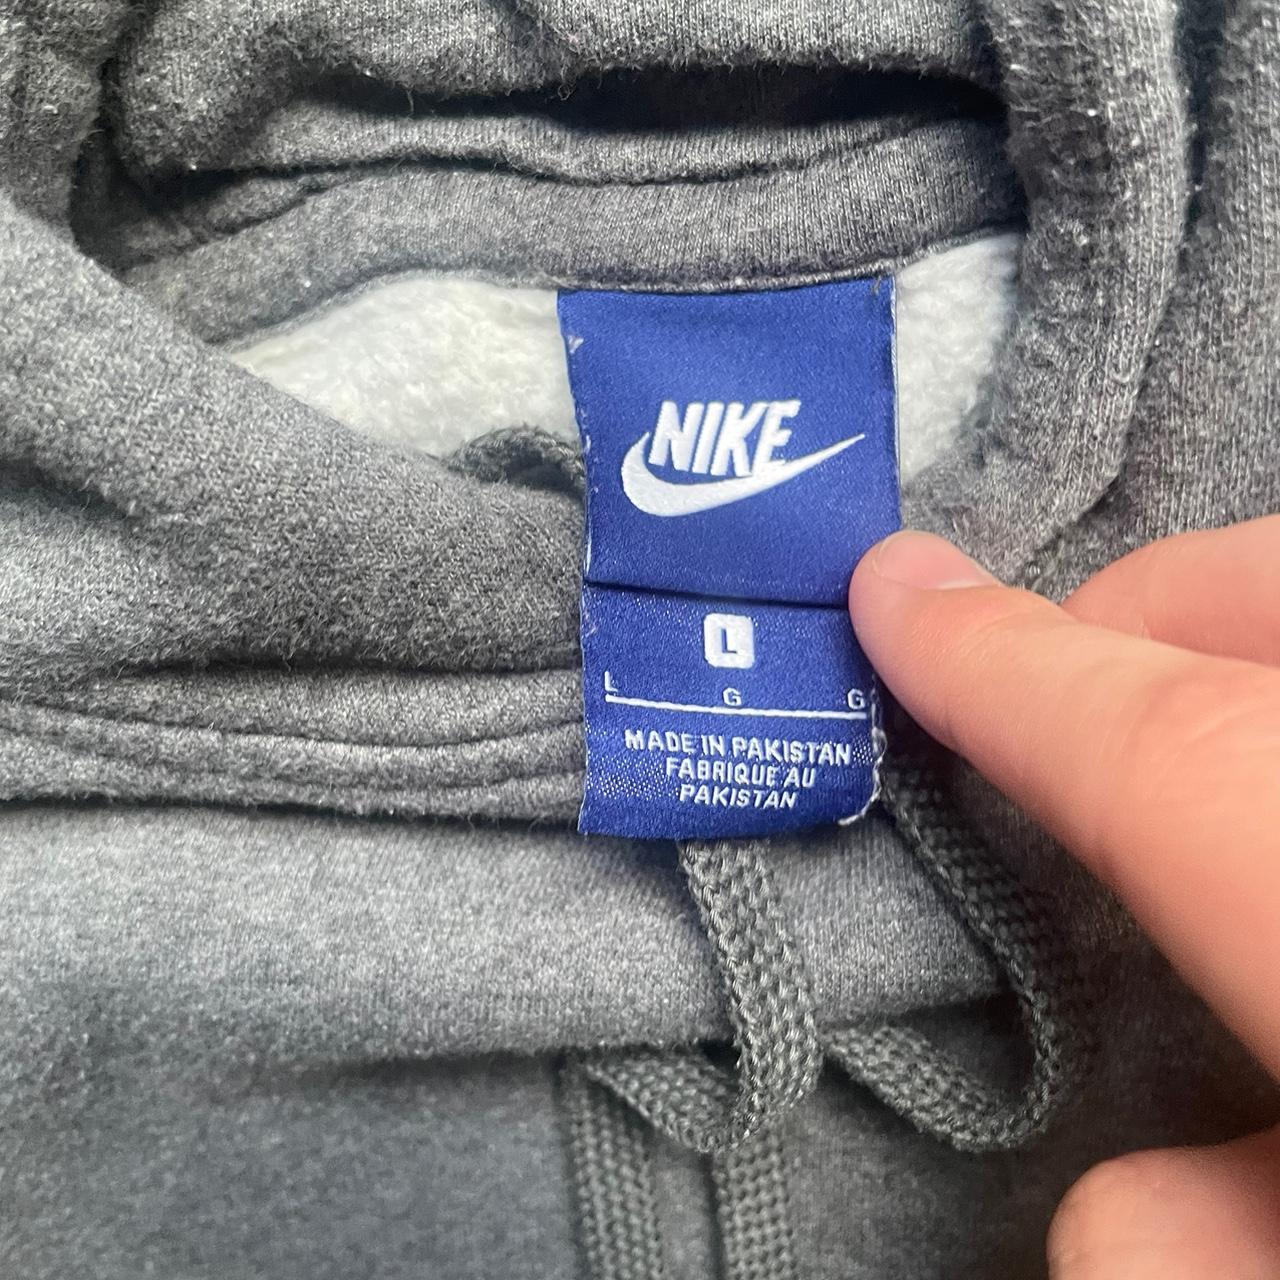 NIKE
L
L G G
MADE IN PAKISTAN
FABRIQUE AU
PAKISTAN